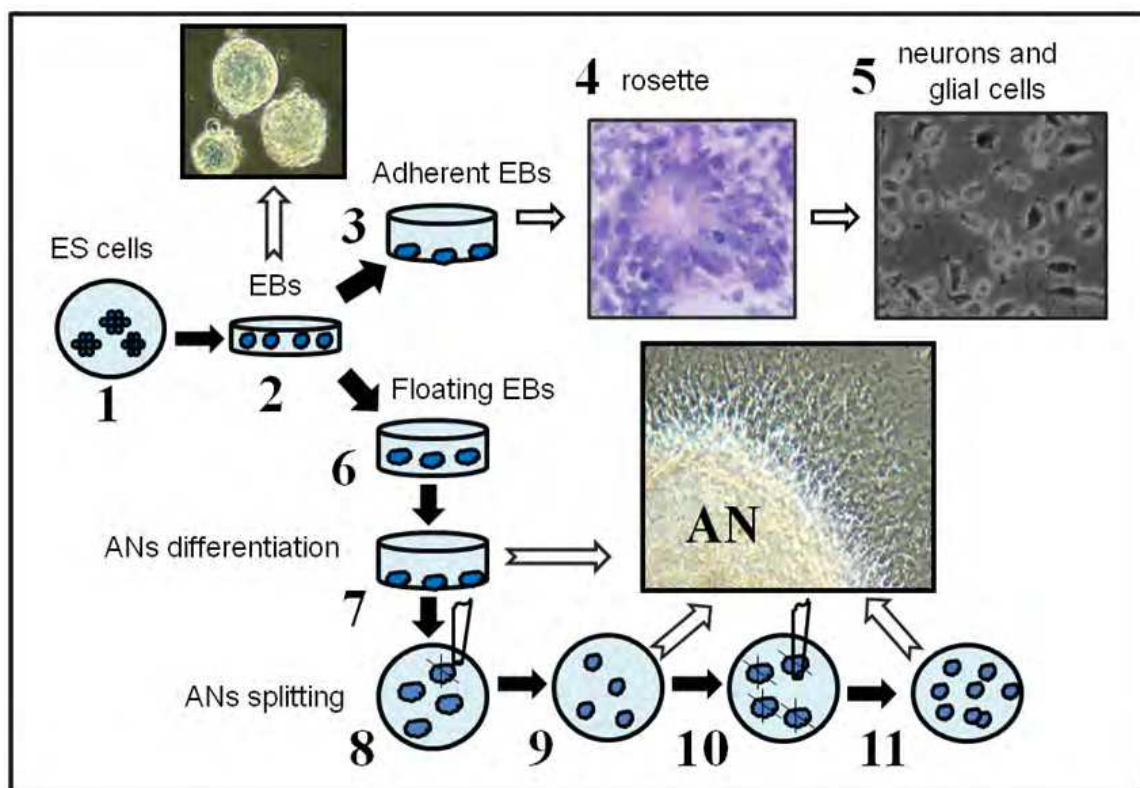 4 rosette
5 neurons and
glial cells
Adherent EBs
3
ES cells
EBs
1
2
Floating EBs
6
ANs differentiation
AN
7
ANs splitting
8
9
10
11